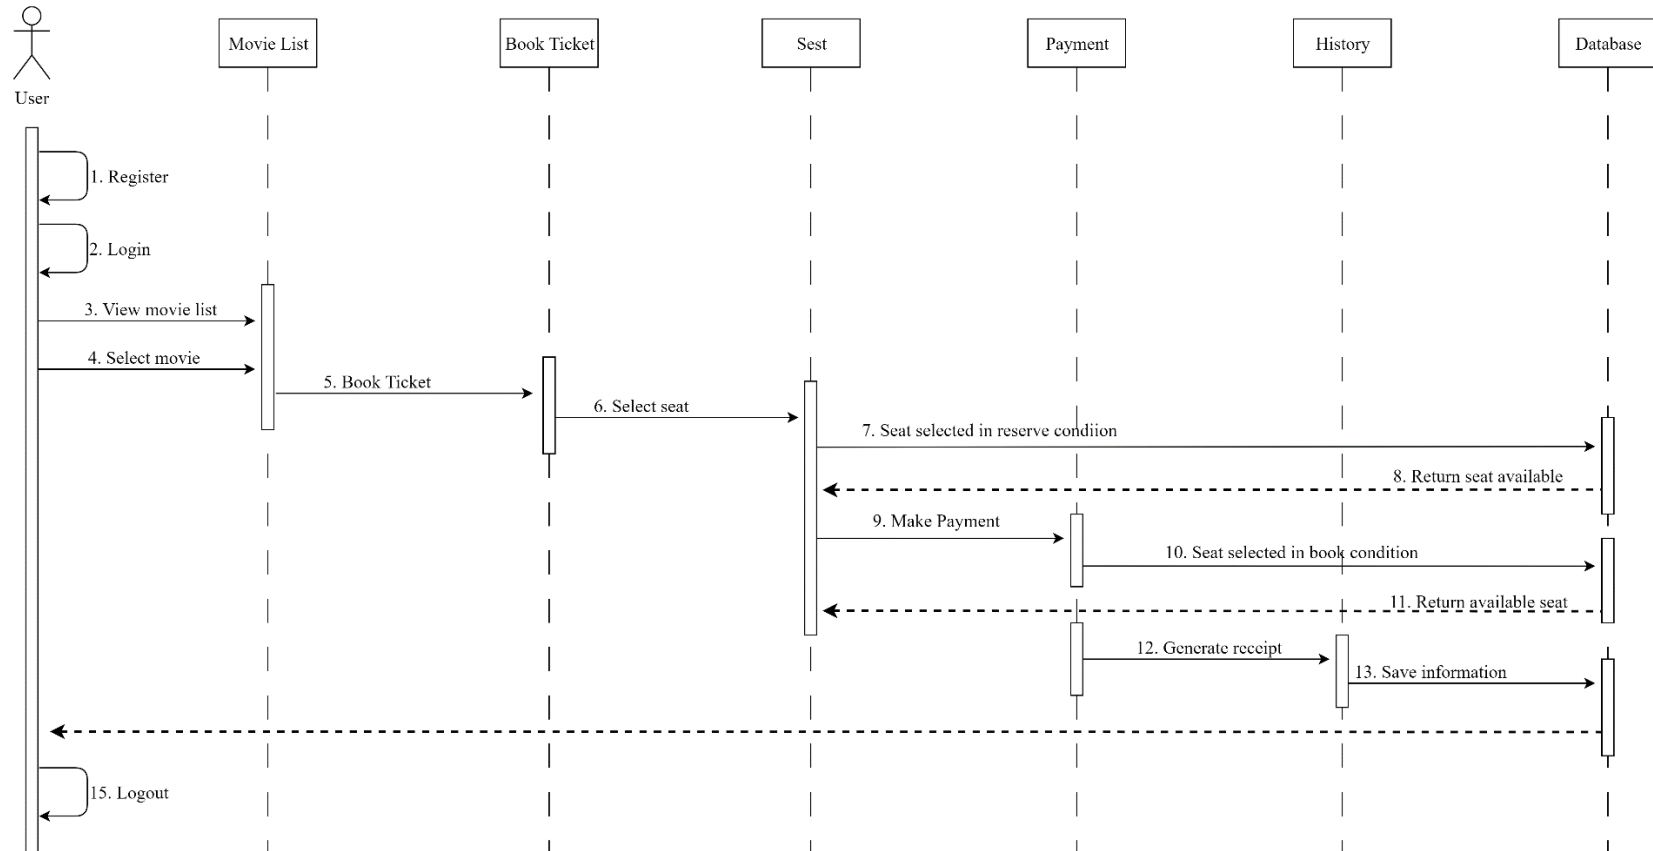 User
Movie List
Book Ticket
Sest
Payment
History
Database
1. Register
2. Login
3. View movie list
4. Select movie
5. Book Ticket
6. Select seat
7. Seat selected in reserve condiion
8. Return seat available
9. Make Payment
10. Seat selected in book condition
11. Return available seat
12. Generate receipt
13. Save information
15. Logout